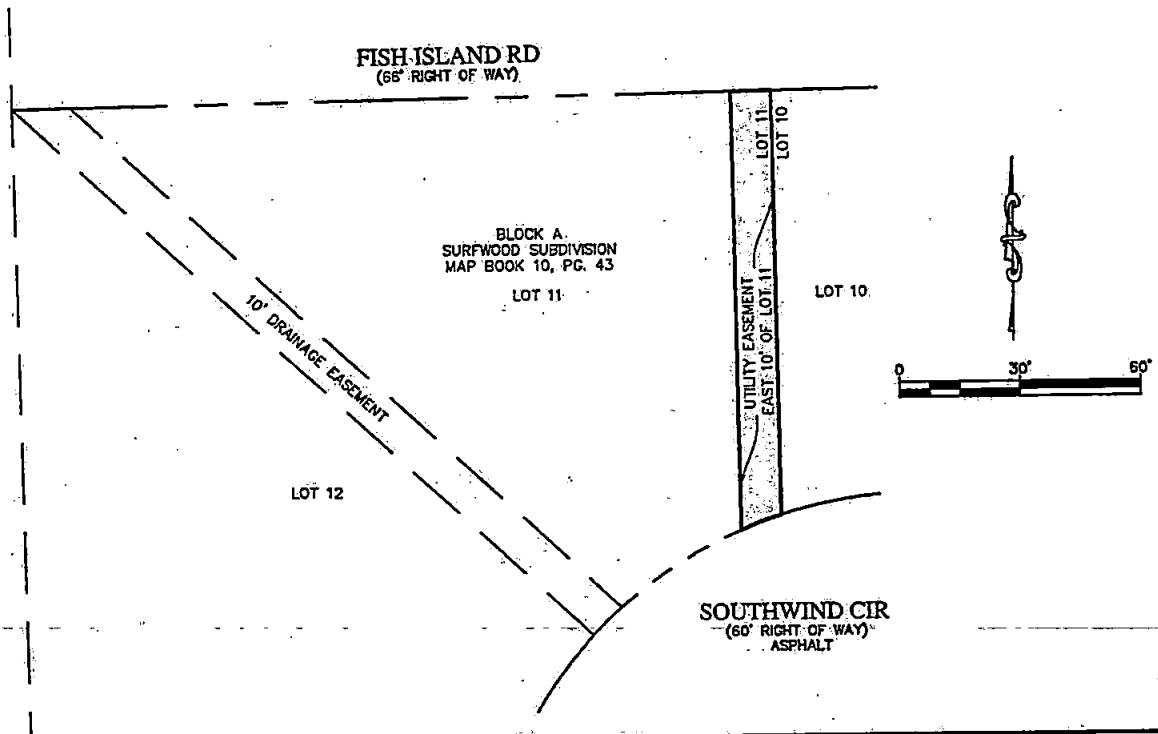 FISH ISLAND RD
(66' RIGHT OF WAY)
LOT 11
LOT 10
BLOCK A
SURFWOOD SUBDIVISION
MAP BOOK 10, PG. 43
LOT 11
UTILITY EASEMENT
EAST 10' OF LOT 11
LOT 10
10' DRAINAGE EASEMENT
0 30' 60'
LOT 12
SOUTHWIND CIR
(60' RIGHT OF WAY)
ASPHALT